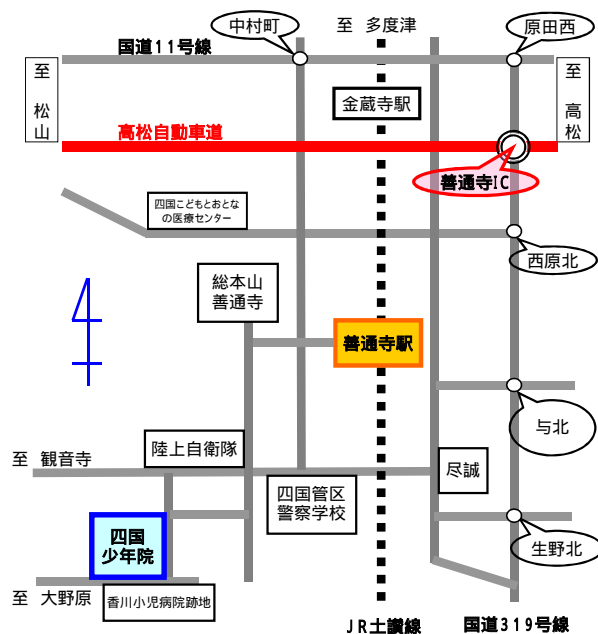 中村町
至 多度津
原田西
国道11号線
至 松山
金蔵寺駅
至 高松
高松自動車道
善通寺IC
四国こどもとおとな
の医療センター
西原北
総本山
善通寺
善通寺駅
与北
陸上自衛隊
至 観音寺
尽誠
四国管区
警察学校
四国
少年院
生野北
至 大野原
香川小児病院跡地
JR土讃線
国道319号線